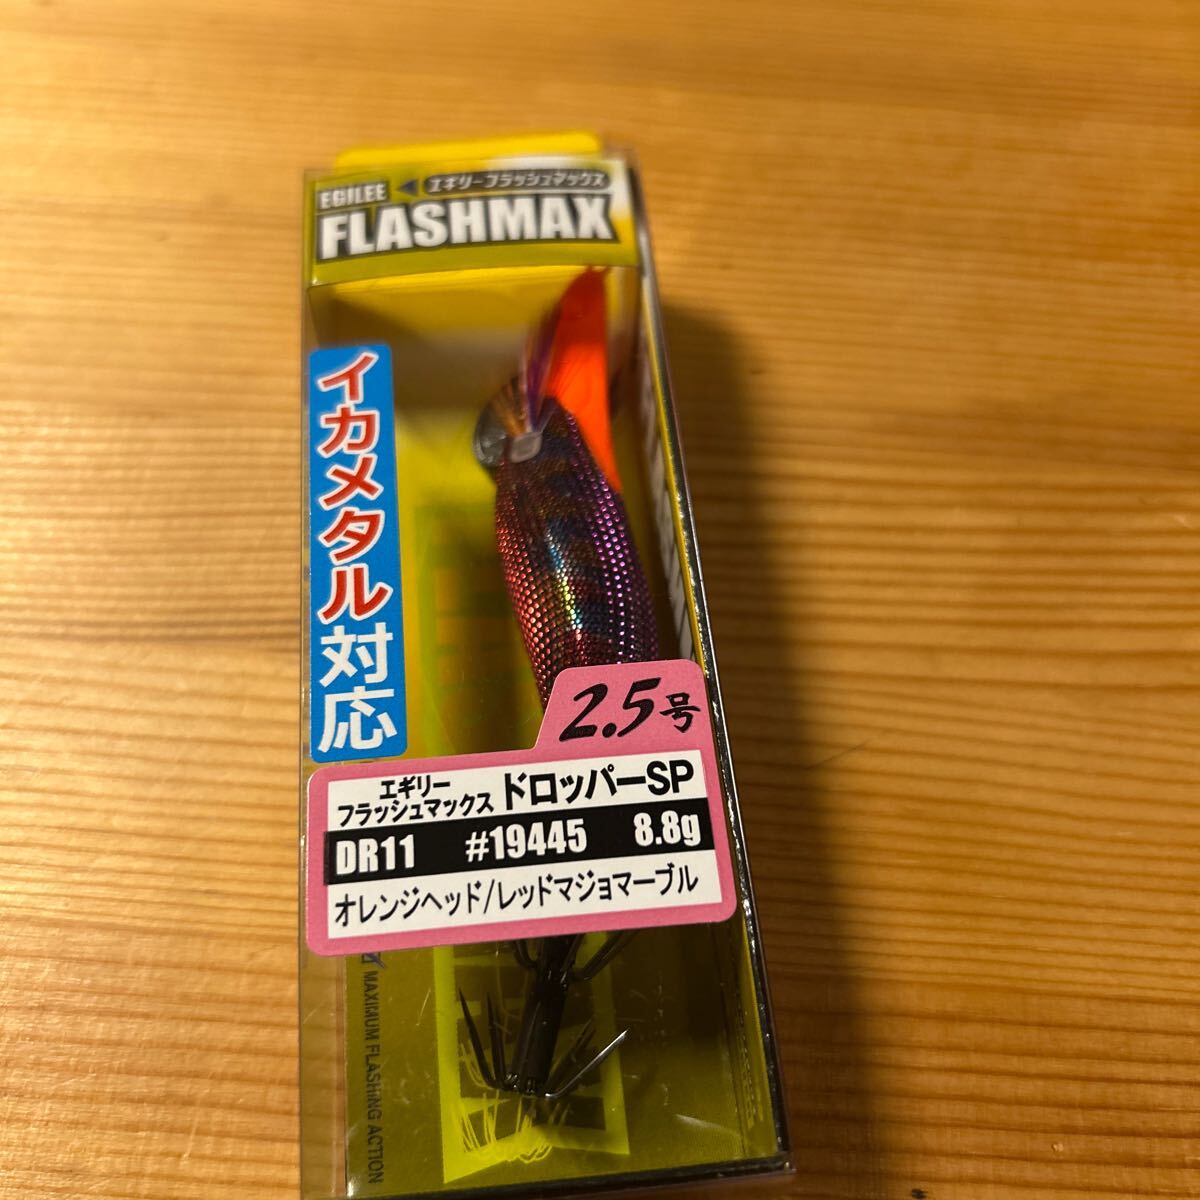 EGILEE エギリーフラッシュマックス
FLASHMAX
イカメタル対応
2.5号
エギリー
フラッシュマックス ドロッパーSP
DR11 #19445 8.8g
オレンジヘッド/レッドマジョマーブル
MAXIMUM FLASHING ACTION